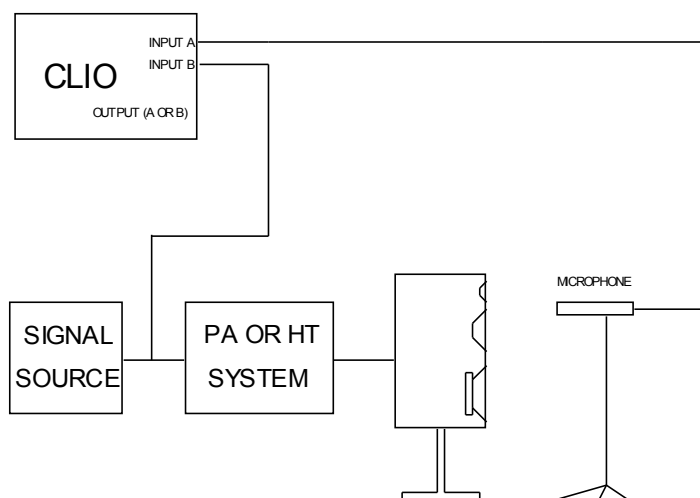 INPUT A
CLIO
INPUT B
OUTPUT (A OR B)
MICROPHONE
SIGNAL
SOURCE
PA OR HT
SYSTEM